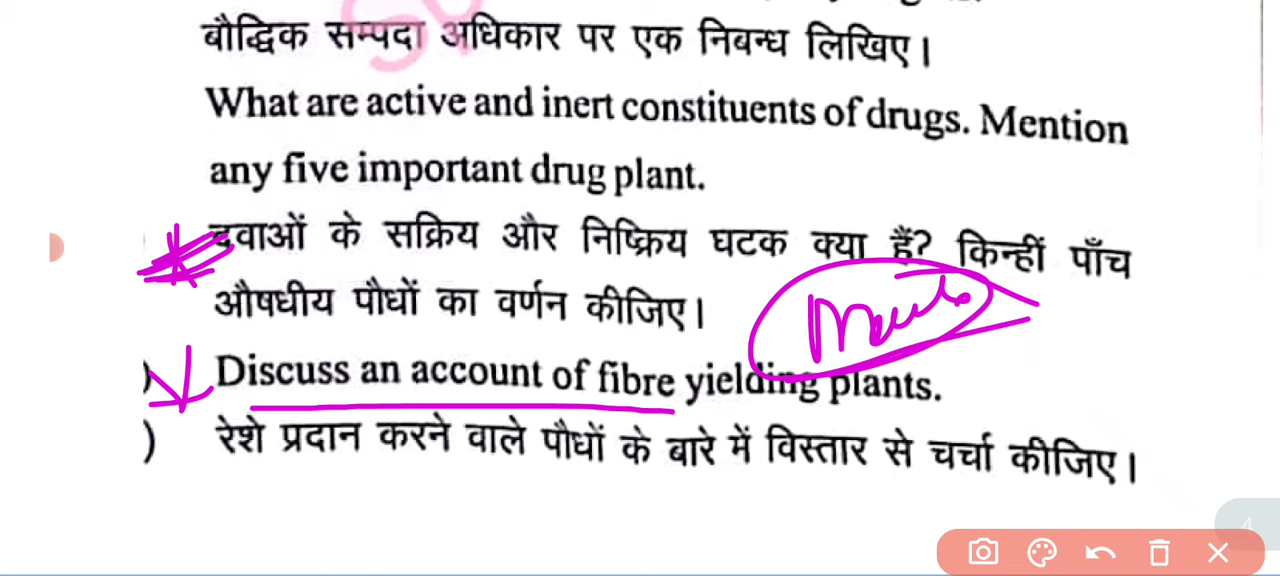 बौद्धिक सम्पदा अधिकार पर एक निबन्ध लिखिए।
What are active and inert constituents of drugs. Mention
any five important drug plant.
दवाओं के सक्रिय और निष्क्रिय घटक क्या हैं? किन्हीं पाँच
औषधीय पौधों का वर्णन कीजिए।
) Discuss an account of fibre yielding plants.
) रेशे प्रदान करने वाले पौधों के बारे में विस्तार से चर्चा कीजिए।
4